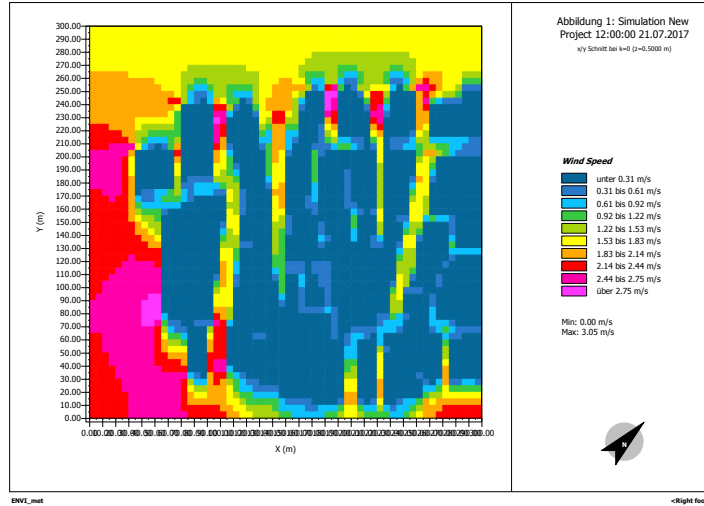 Abbildung 1: Simulation New
Project 12:00:00 21.07.2017
x/y Schnitt bei k=0 (z=0.5000 m)
300.00
290.00
280.00
270.00
260.00
250.00
240.00
230.00
220.00
210.00
200.00
190.00
180.00
170.00
160.00
150.00
140.00
130.00
120.00
110.00
100.00
90.00
80.00
70.00
60.00
50.00
40.00
30.00
20.00
10.00
0.00
Y (m)
X (m)
Wind Speed
unter 0.31 m/s
0.31 bis 0.61 m/s
0.61 bis 0.92 m/s
0.92 bis 1.22 m/s
1.22 bis 1.53 m/s
1.53 bis 1.83 m/s
1.83 bis 2.14 m/s
2.14 bis 2.44 m/s
2.44 bis 2.75 m/s
über 2.75 m/s
Min: 0.00 m/s
Max: 3.05 m/s
N
ENVI_met
<Right foo